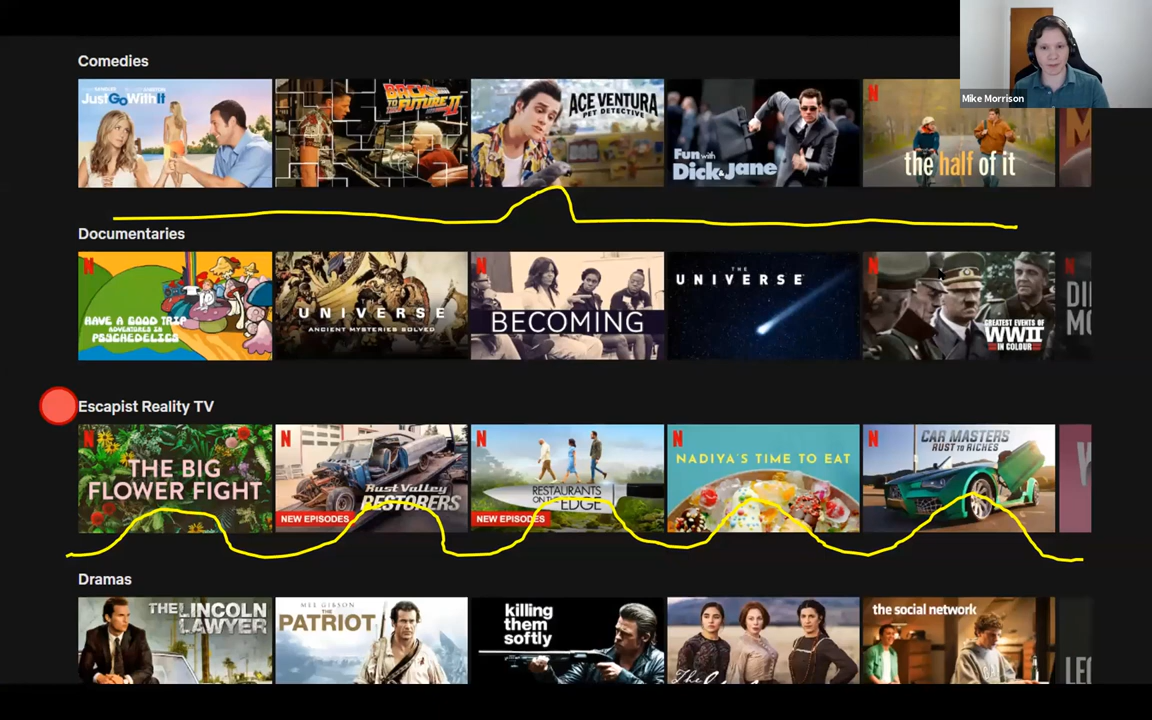 Comedies
Mike Morrison
Just Go With It
BACK TO THE FUTURE II
ACE VENTURA
PET DETECTIVE
Fun with
Dick & Jane
N
the half of it
Documentaries
N
HAVE A GOOD TRIP
ADVENTURES IN
PSYCHEDELICS
UNIVERSE
ANCIENT MYSTERIES SOLVED
N
BECOMING
THE
UNIVERSE
N
GREATEST EVENTS OF
WWII
IN COLOUR
N
Escapist Reality TV
N
THE BIG
FLOWER FIGHT
N
Rust Valley
RESTORERS
NEW EPISODES
N
RESTAURANTS
ON THE EDGE
NEW EPISODES
N
NADIYA'S TIME TO EAT
N
CAR MASTERS
RUST TO RICHES
Dramas
THE LINCOLN
LAWYER
MEL GIBSON
THE
PATRIOT
killing
them
softly
The
the social network